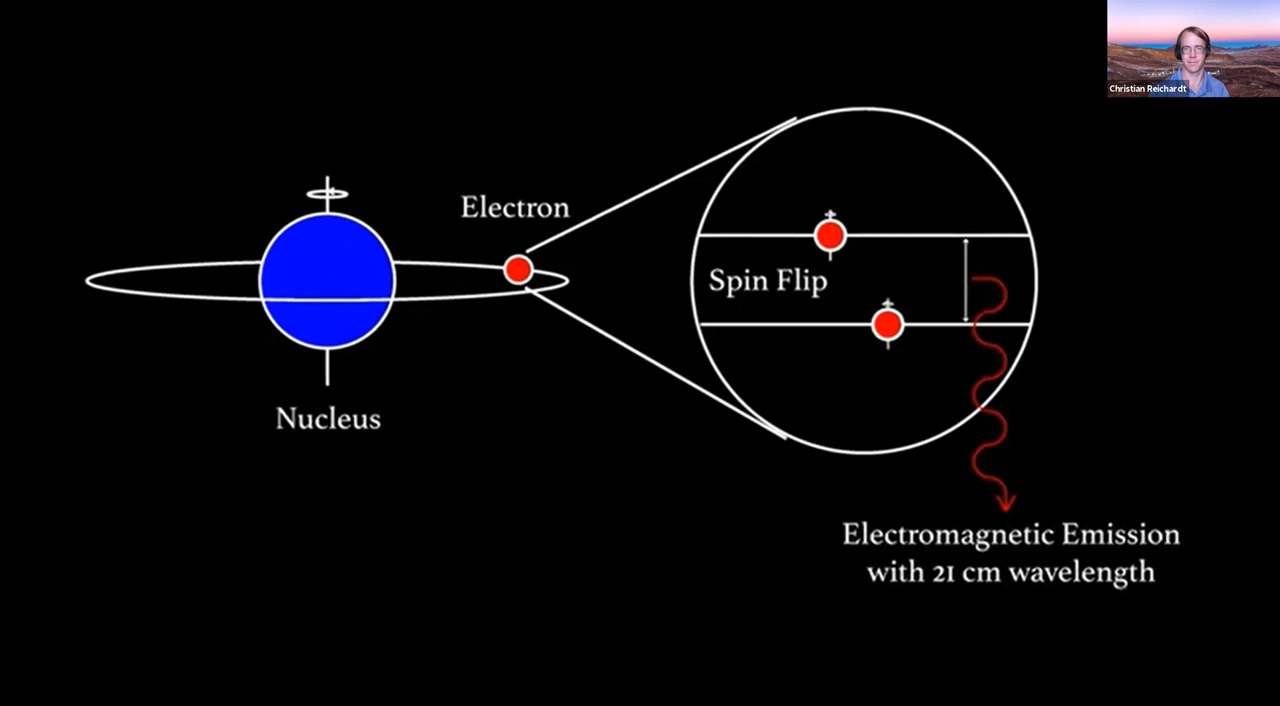 Christian Reichardt
Electron
Spin Flip
Nucleus
Electromagnetic Emission
with 21 cm wavelength